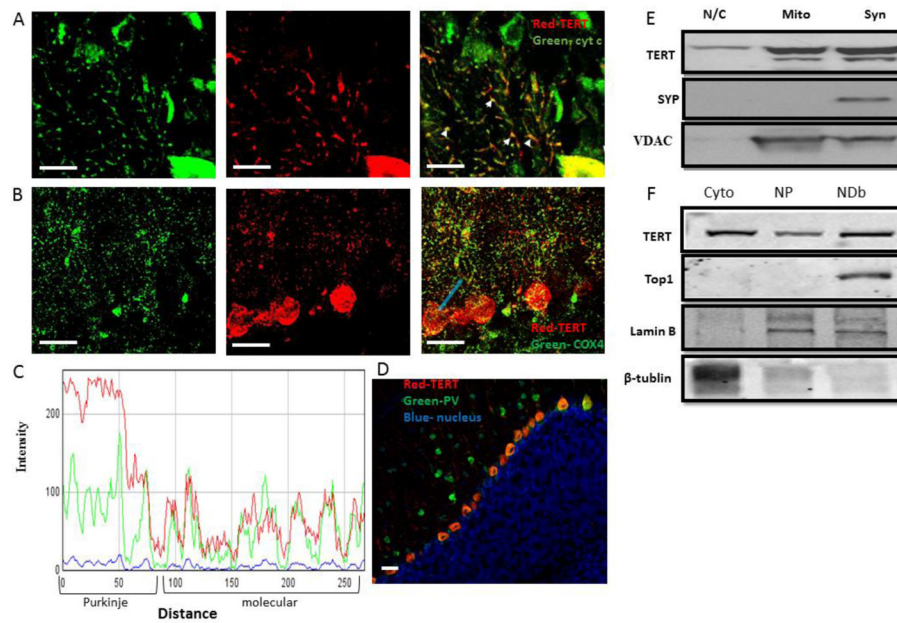 A
Red-TERT
Green- cyt c
B
Red-TERT
Green- COX4
C
Intensity
200
100
0
0 50 100 150 200 250
Purkinje
molecular
Distance
D
Red-TERT
Green-PV
Blue- nucleus
E
N/C Mito Syn
TERT
SYP
VDAC
F
Cyto NP NDb
TERT
Top1
Lamin B
β-tublin